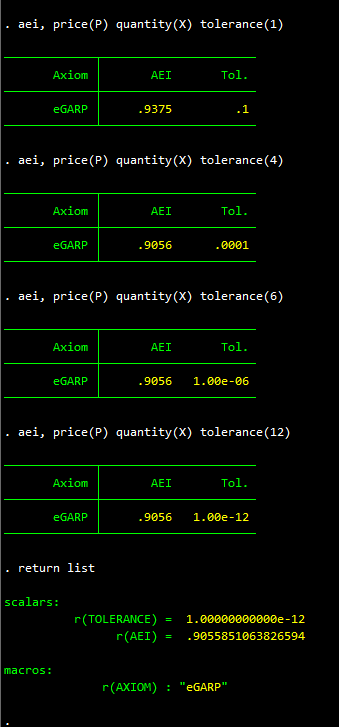 . aei, price(P) quantity(X) tolerance(1)
Axiom AEI Tol.
eGARP .9375 .1
. aei, price(P) quantity(X) tolerance(4)
Axiom AEI Tol.
eGARP .9056 .0001
. aei, price(P) quantity(X) tolerance(6)
Axiom AEI Tol.
eGARP .9056 1.00e-06
. aei, price(P) quantity(X) tolerance(12)
Axiom AEI Tol.
eGARP .9056 1.00e-12
. return list
scalars:
r(TOLERANCE) = 1.00000000000e-12
r(AEI) = .9055851063826594
macros:
r(AXIOM) : "eGARP"
.